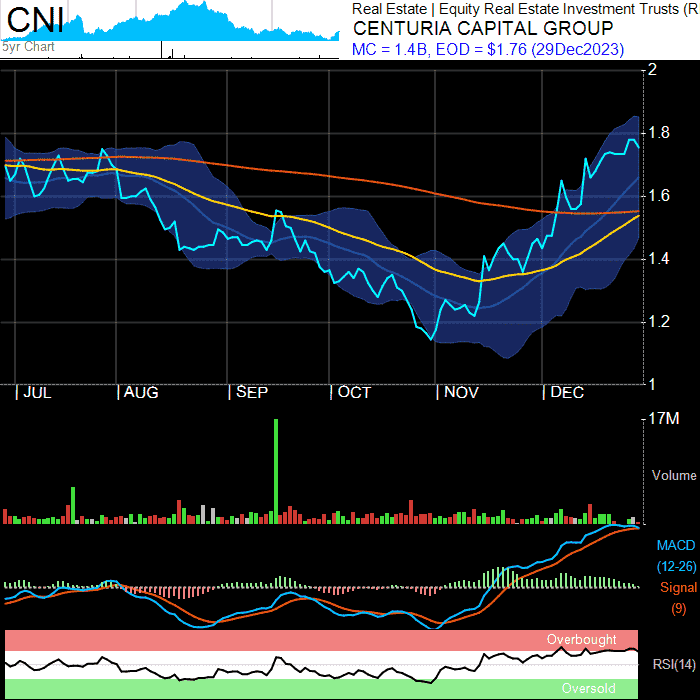 CNI
5yr Chart
Real Estate | Equity Real Estate Investment Trusts (R
CENTURIA CAPITAL GROUP
MC = 1.4B, EOD = $1.76 (29Dec2023)
2
1.8
1.6
1.4
1.2
1
JUL AUG SEP OCT NOV DEC
17M
Volume
MACD
(12-26)
Signal
(9)
Overbought
RSI(14)
Oversold